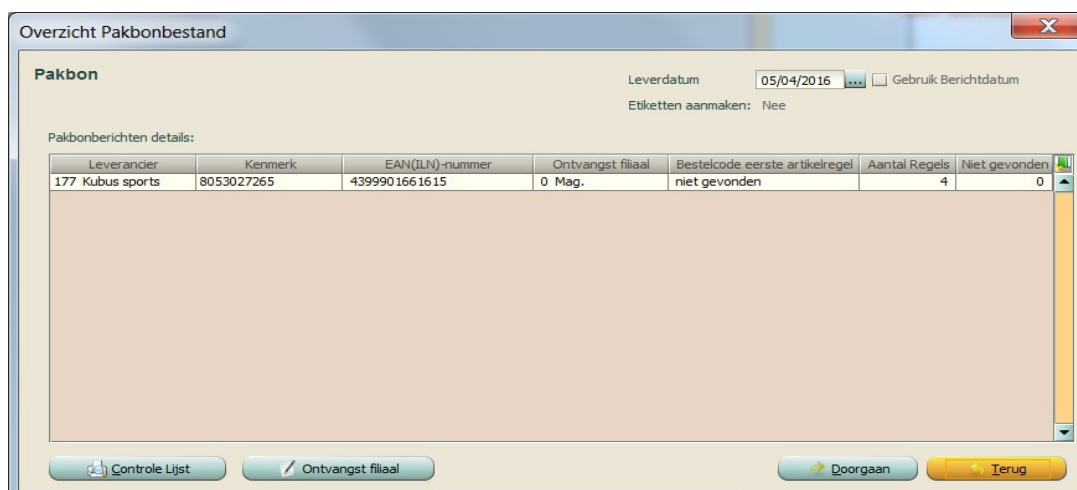 Overzicht Pakbonbestand
Pakbon
Leverdatum 05/04/2016 ... Gebruik Berichtdatum
Etiketten aanmaken: Nee
Pakbonberichten details:
Leverancier Kenmerk EAN(ILN)-nummer Ontvangst filiaal Bestelcode eerste artikelregel Aantal Regels Niet gevonden
177 Kubus sports 8053027265 4399901661615 0 Mag. niet gevonden 4 0
Controle Lijst Ontvangst filiaal Doorgaan Terug